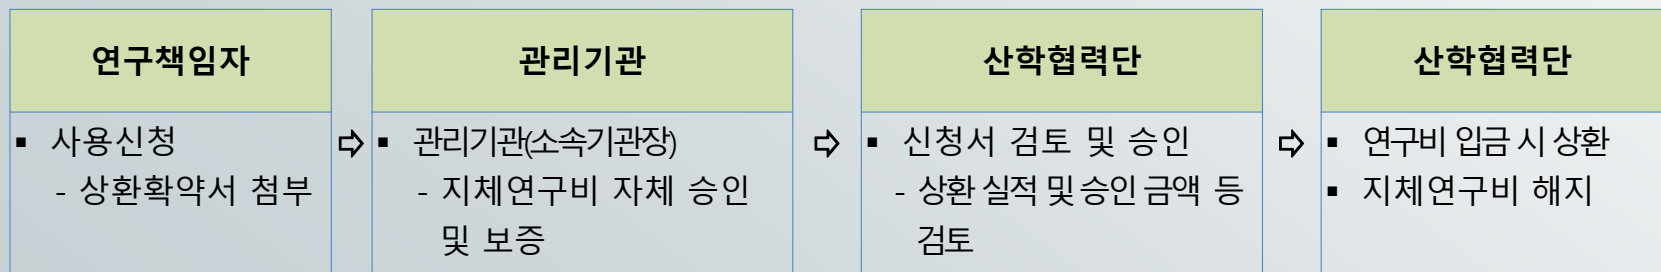 연구책임자
▪ 사용신청
- 상환확약서 첨부
⇨
관리기관
▪ 관리기관(소속기관장)
- 지체연구비 자체 승인
및 보증
⇨
산학협력단
▪ 신청서 검토 및 승인
- 상환 실적 및 승인 금액 등
검토
⇨
산학협력단
▪ 연구비 입금 시 상환
▪ 지체연구비 해지